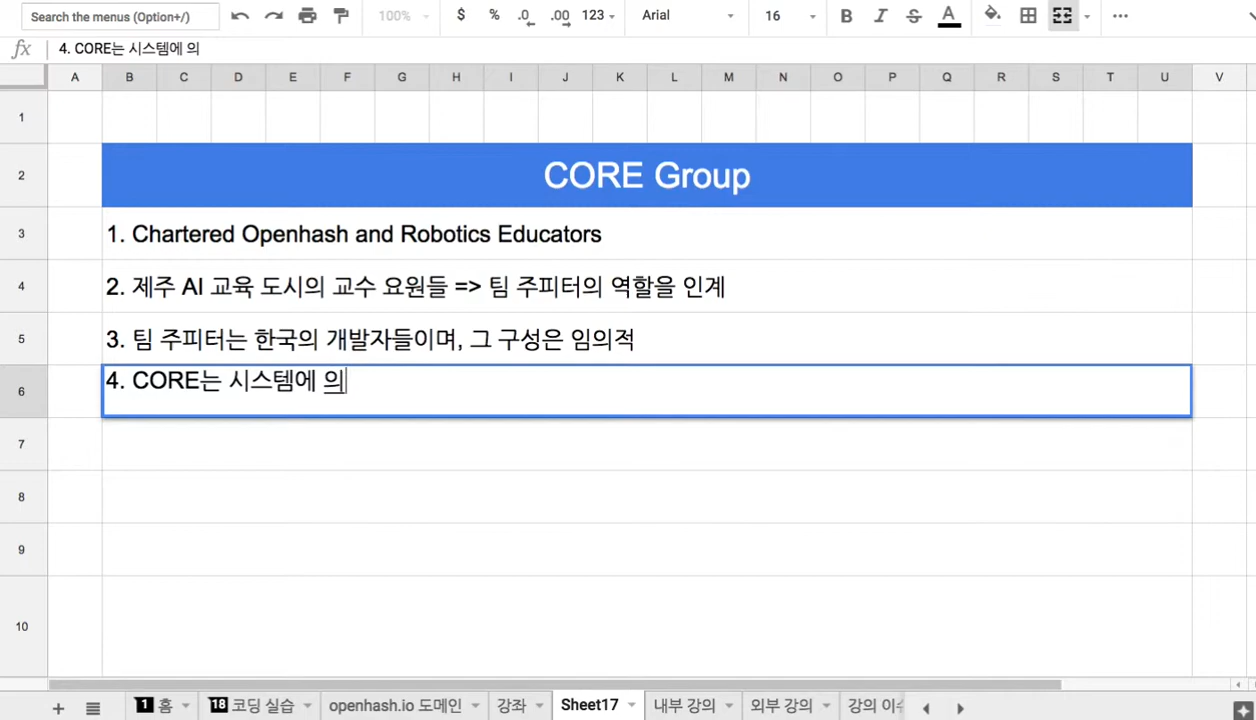 Search the menus (Option+/)
100%
$ % .0 .00 123
Arial
16
B I S A
fx 4. CORE는 시스템에 의
A B C D E F G H I J K L M N O P Q R S T U V
1
2 CORE Group
3 1. Chartered Openhash and Robotics Educators
4 2. 제주 AI 교육 도시의 교수 요원들 => 팀 주피터의 역할을 인계
5 3. 팀 주피터는 한국의 개발자들이며, 그 구성은 임의적
6 4. CORE는 시스템에 의
7
8
9
10
+ 1 홈 18 코딩 실습 openhash.io 도메인 강좌 Sheet17 내부 강의 외부 강의 강의